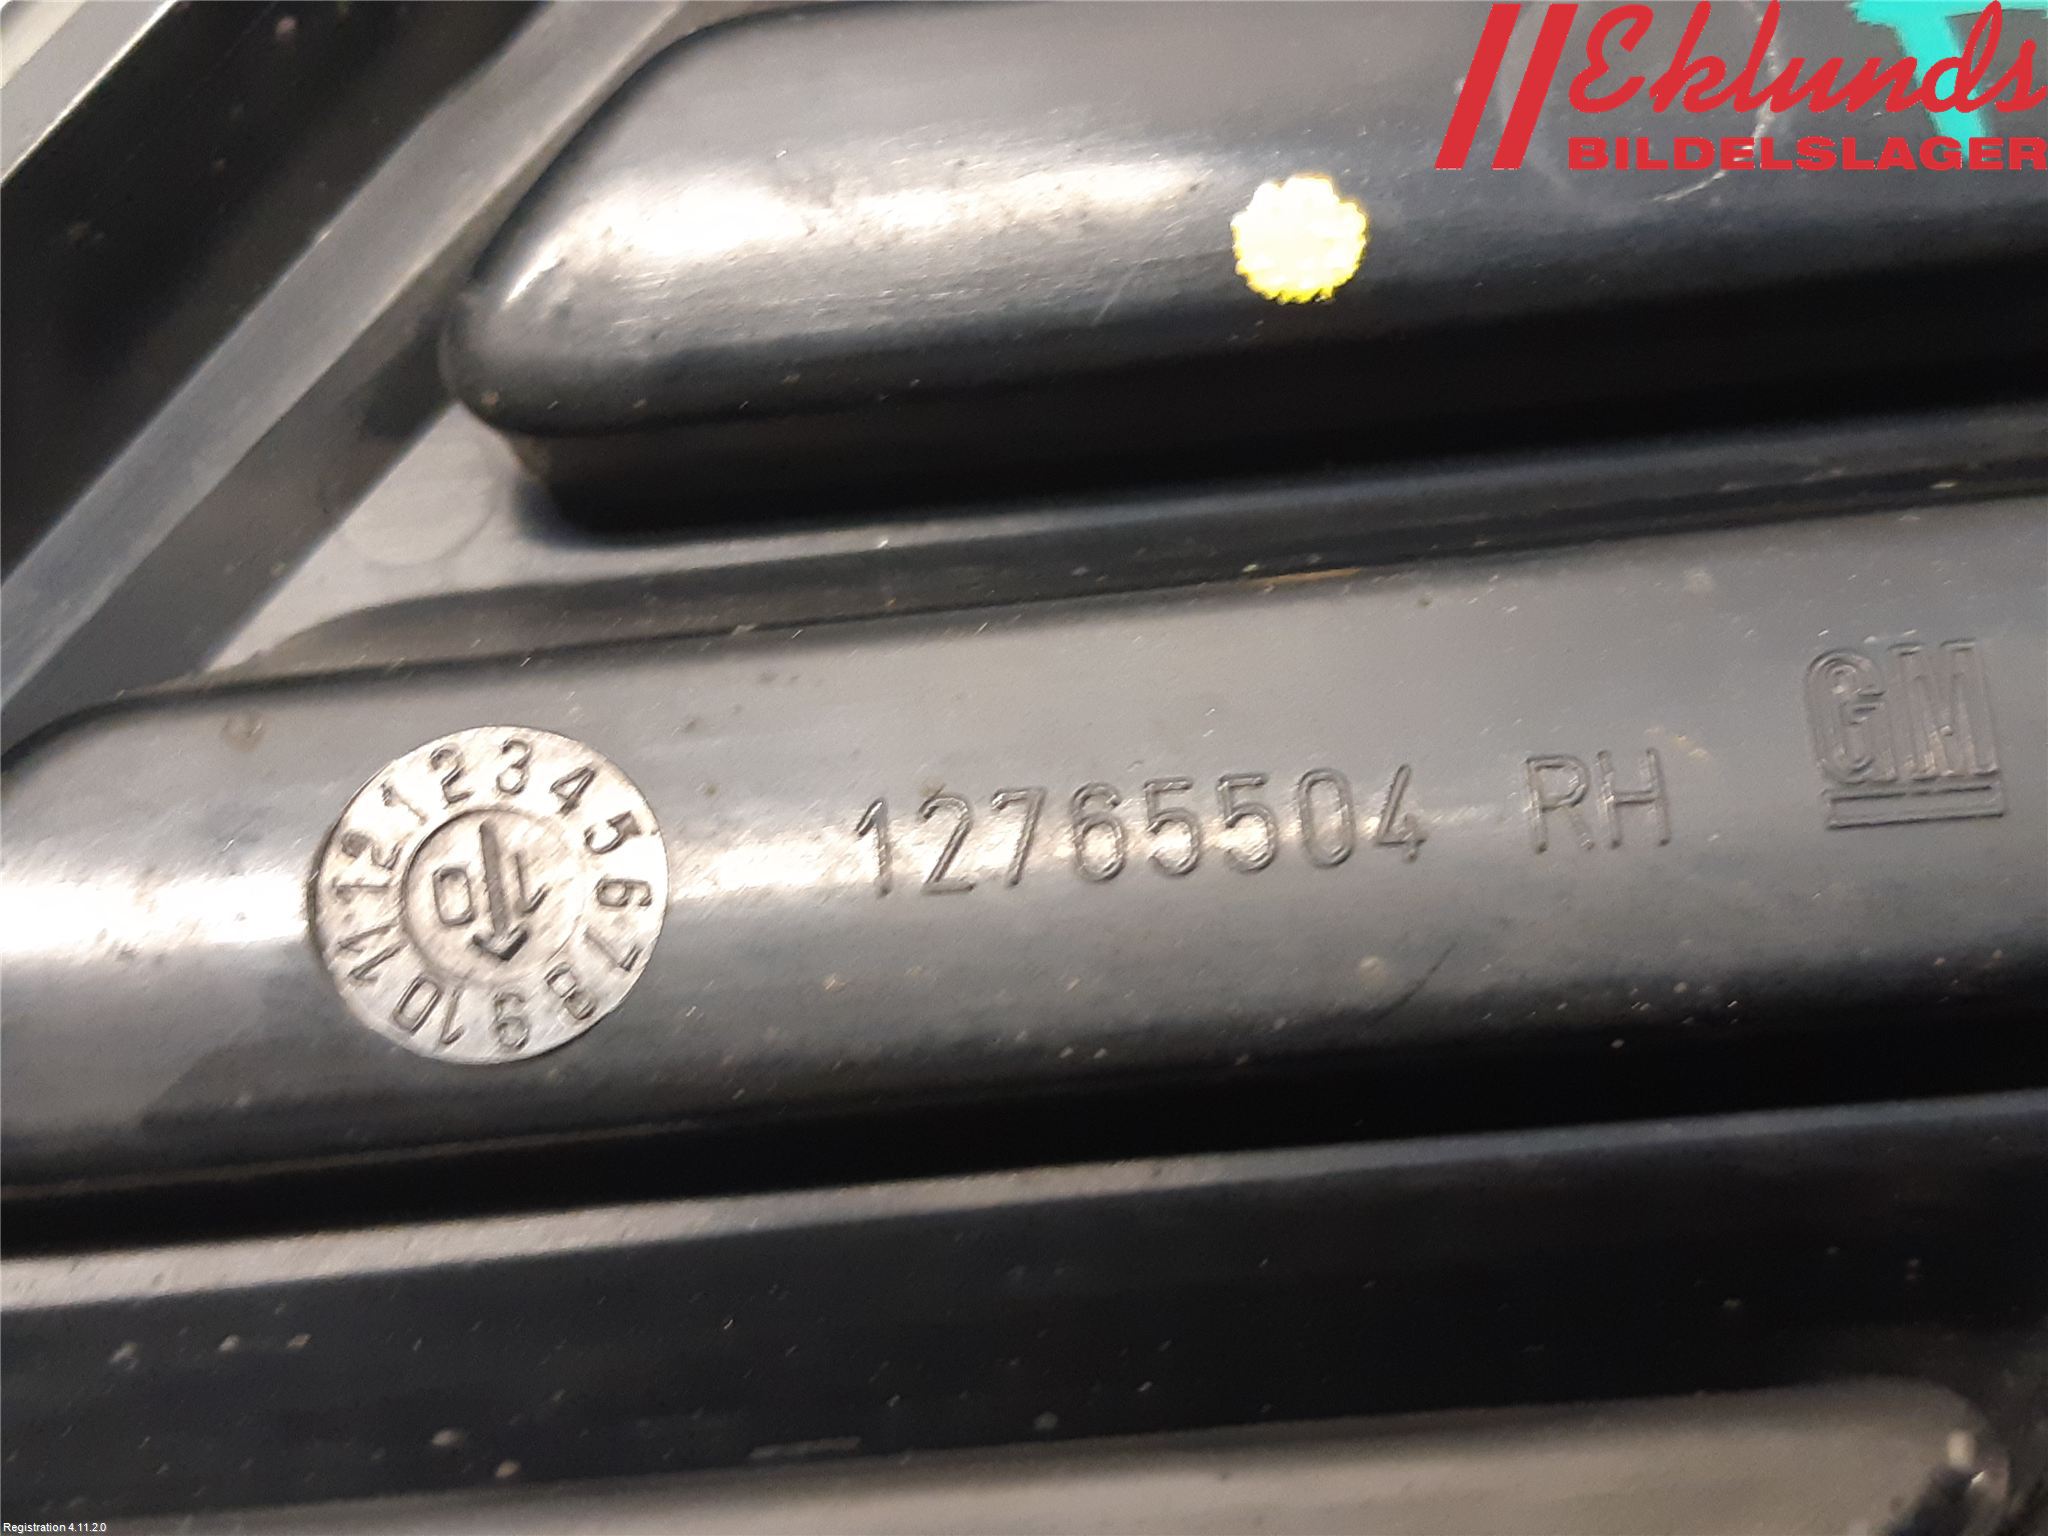 Eklunds
BILDELSLAGER
12765504 RH GM
1 2 3 4 5 6 7 8 9 10 11 12
10
Registration 4.11.2.0